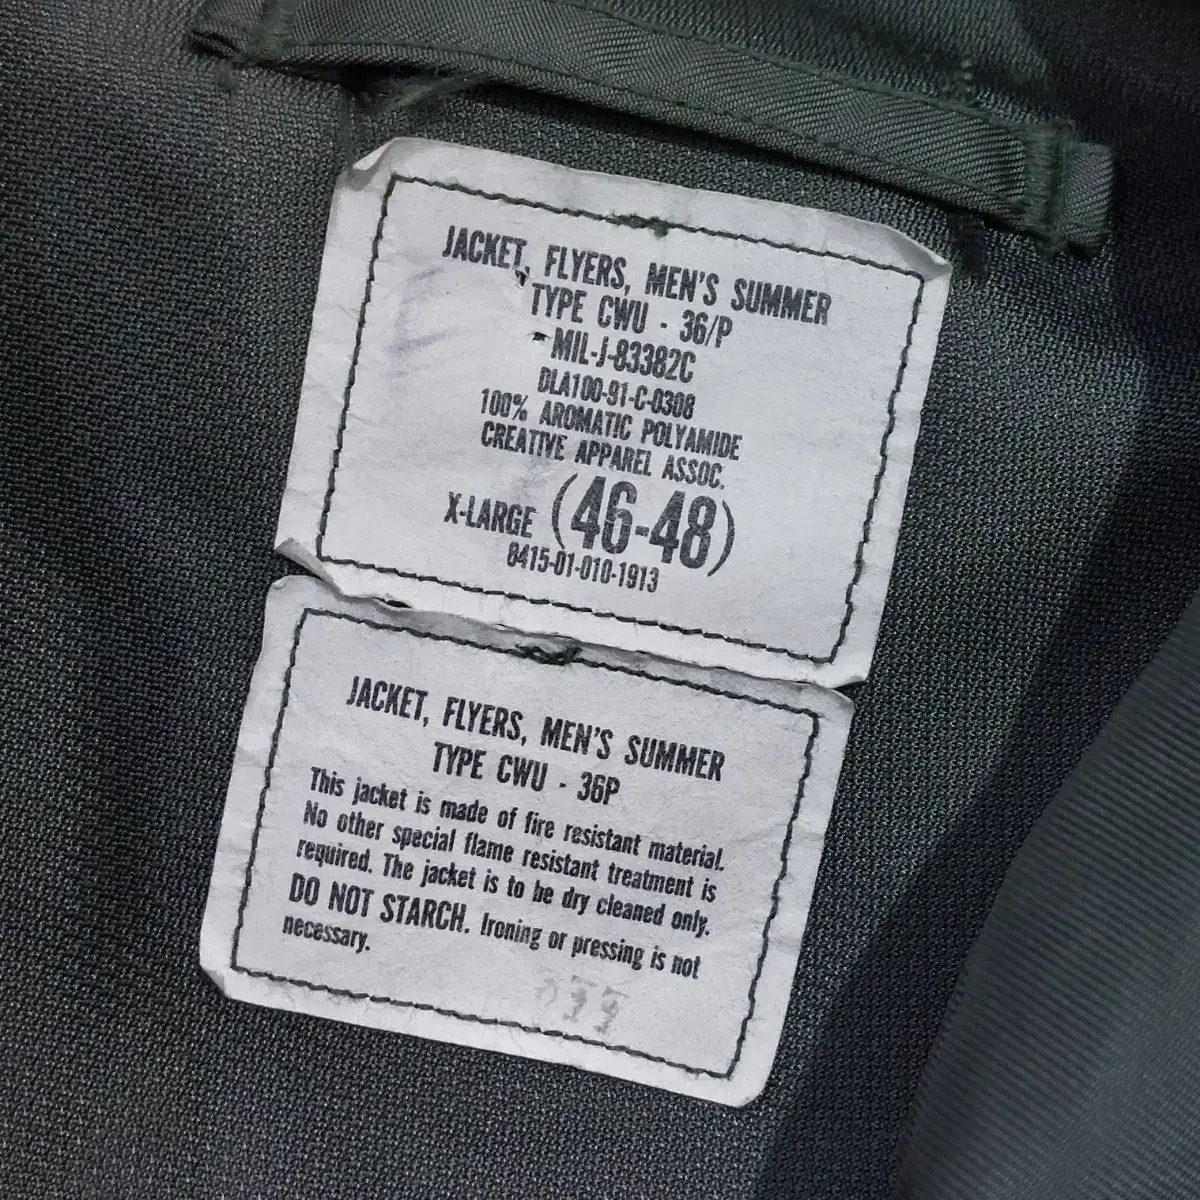 JACKET, FLYERS, MEN'S SUMMER
TYPE CWU - 36/P
MIL-J-83382C
DLA100-91-C-0308
100% AROMATIC POLYAMIDE
CREATIVE APPAREL ASSOC.
X-LARGE (46-48)
8415-01-010-1913
JACKET, FLYERS, MEN'S SUMMER
TYPE CWU - 36P
This jacket is made of fire resistant material.
No other special flame resistant treatment is
required. The jacket is to be dry cleaned only.
DO NOT STARCH. Ironing or pressing is not
necessary.